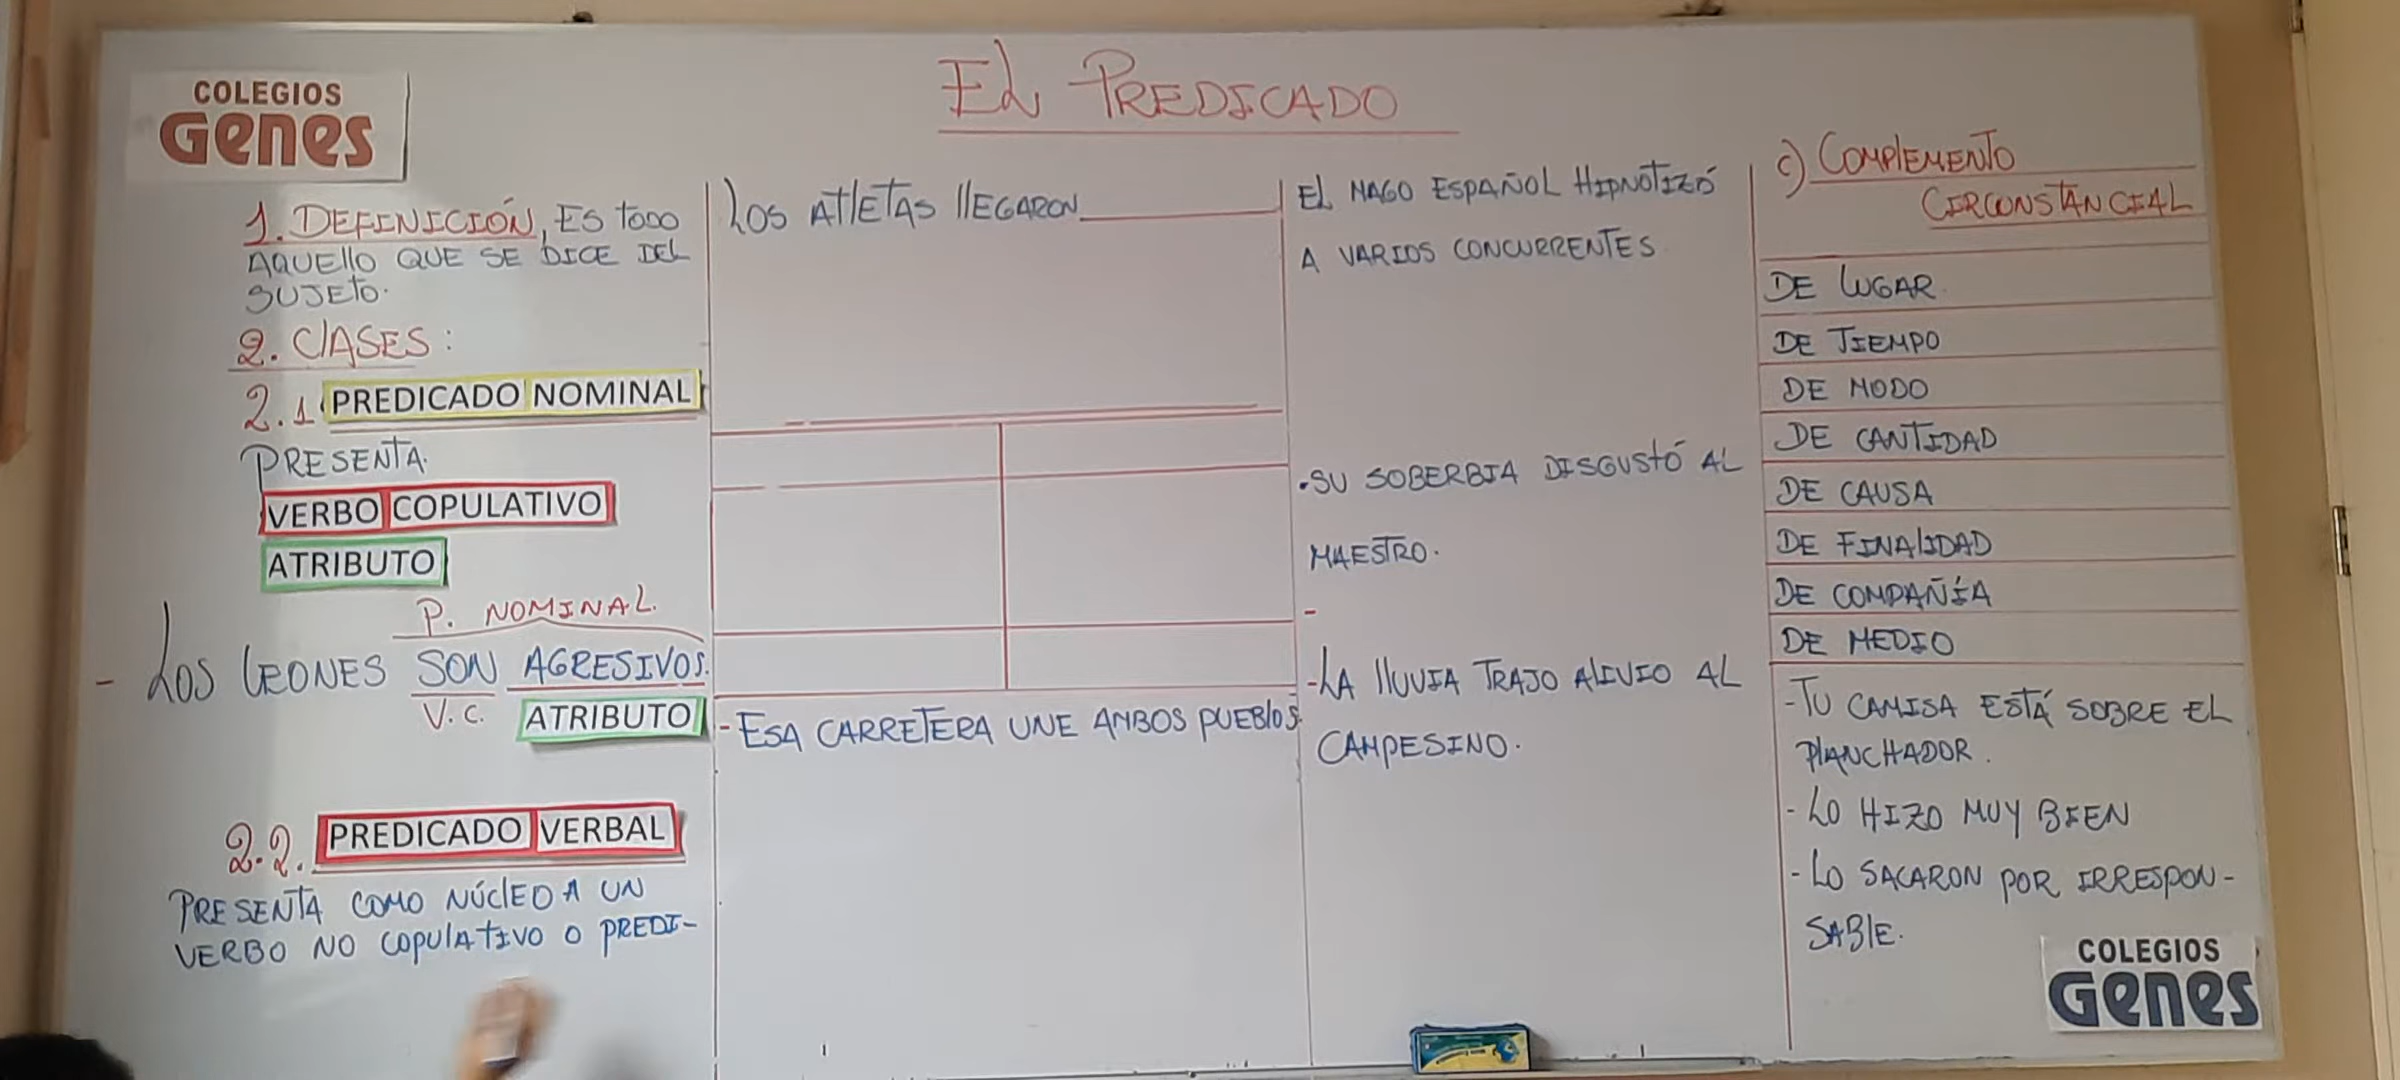 COLEGIOS
Genes
EL PREDICADO
1. DEFINICIÓN, ES TODO
AQUELLO QUE SE DICE DEL
SUJETO.
2. CLASES:
2.1 PREDICADO NOMINAL
PRESENTA
VERBO COPULATIVO
ATRIBUTO
P. NOMINAL.
- LOS LEONES SON AGRESIVOS.
V.C. ATRIBUTO
2.2. PREDICADO VERBAL
PRESENTA COMO NÚCLEO A UN
VERBO NO COPULATIVO O PREDI-
LOS ATLETAS LLEGARON
- ESA CARRETERA UNE AMBOS PUEBLOS.
EL MAGO ESPAÑOL HIPNOTIZÓ
A VARIOS CONCURRENTES
•SU SOBERBIA DISGUSTÓ AL
MAESTRO.
-
-LA LLUVIA TRAJO ALIVIO AL
CAMPESINO.
C) COMPLEMENTO
CIRCONSTANCIAL
DE LUGAR.
DE TIEMPO
DE MODO
DE CANTIDAD
DE CAUSA
DE FINALIDAD
DE COMPAÑÍA
DE MEDIO
-TU CAMISA ESTÁ SOBRE EL
PLANCHADOR.
- LO HIZO MUY BIEN
- LO SACARON POR IRRESPON-
SABLE.
COLEGIOS
Genes